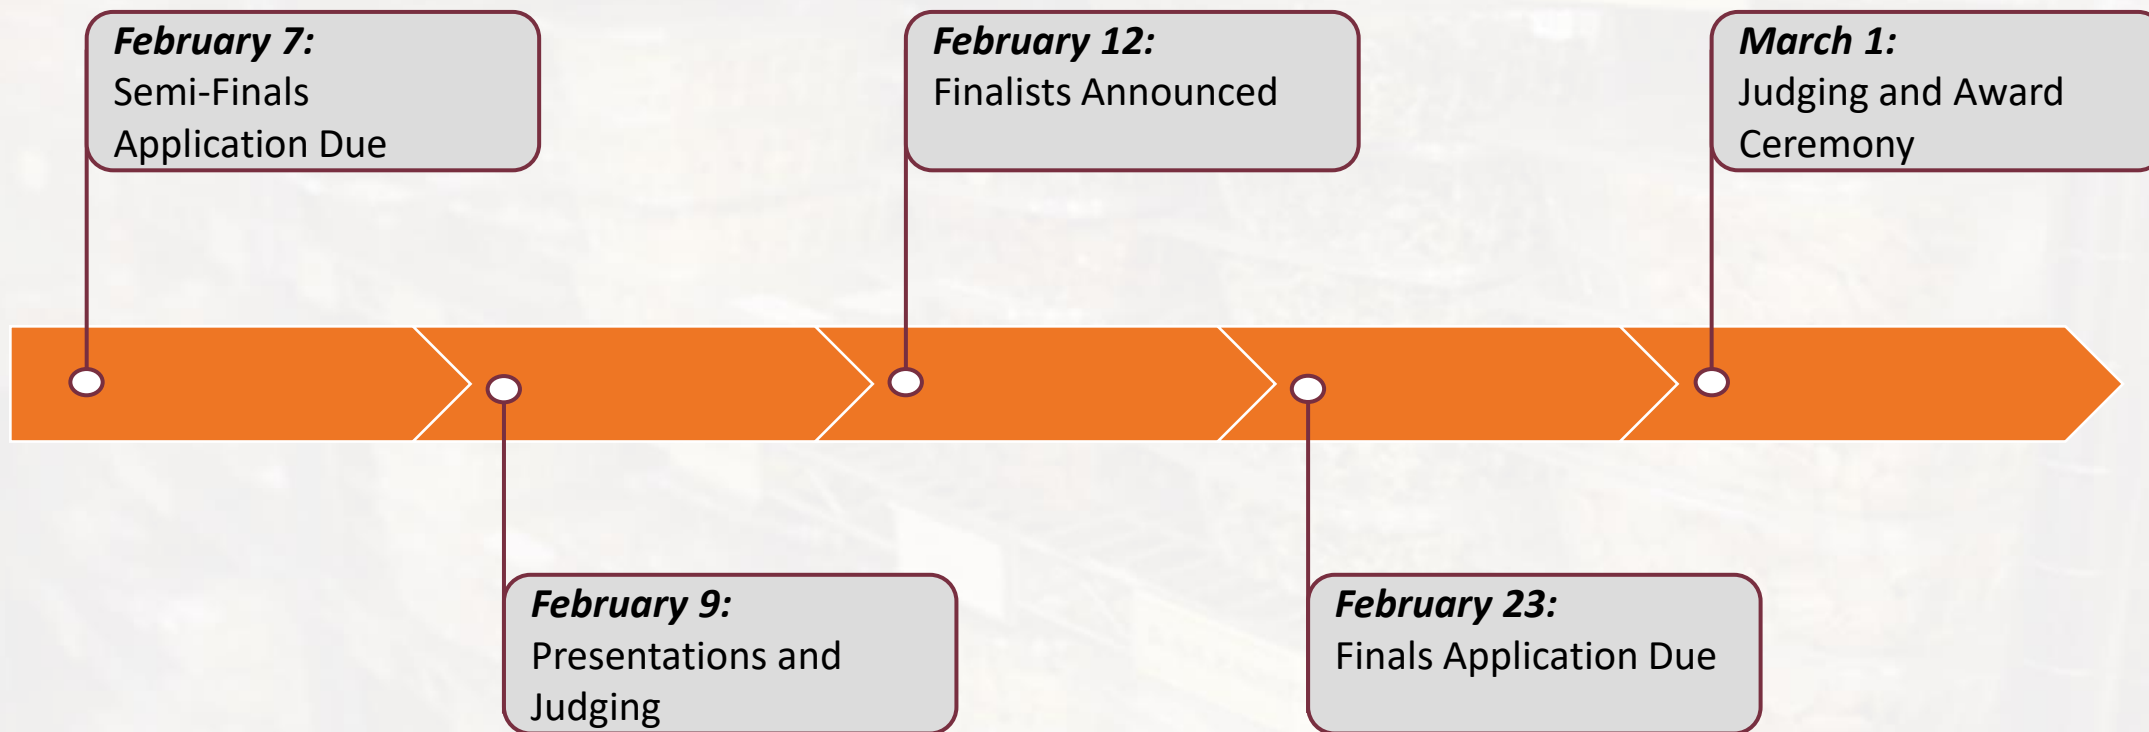 February 7:
Semi-Finals
Application Due
February 9:
Presentations and
Judging
February 12:
Finalists Announced
February 23:
Finals Application Due
March 1:
Judging and Award
Ceremony